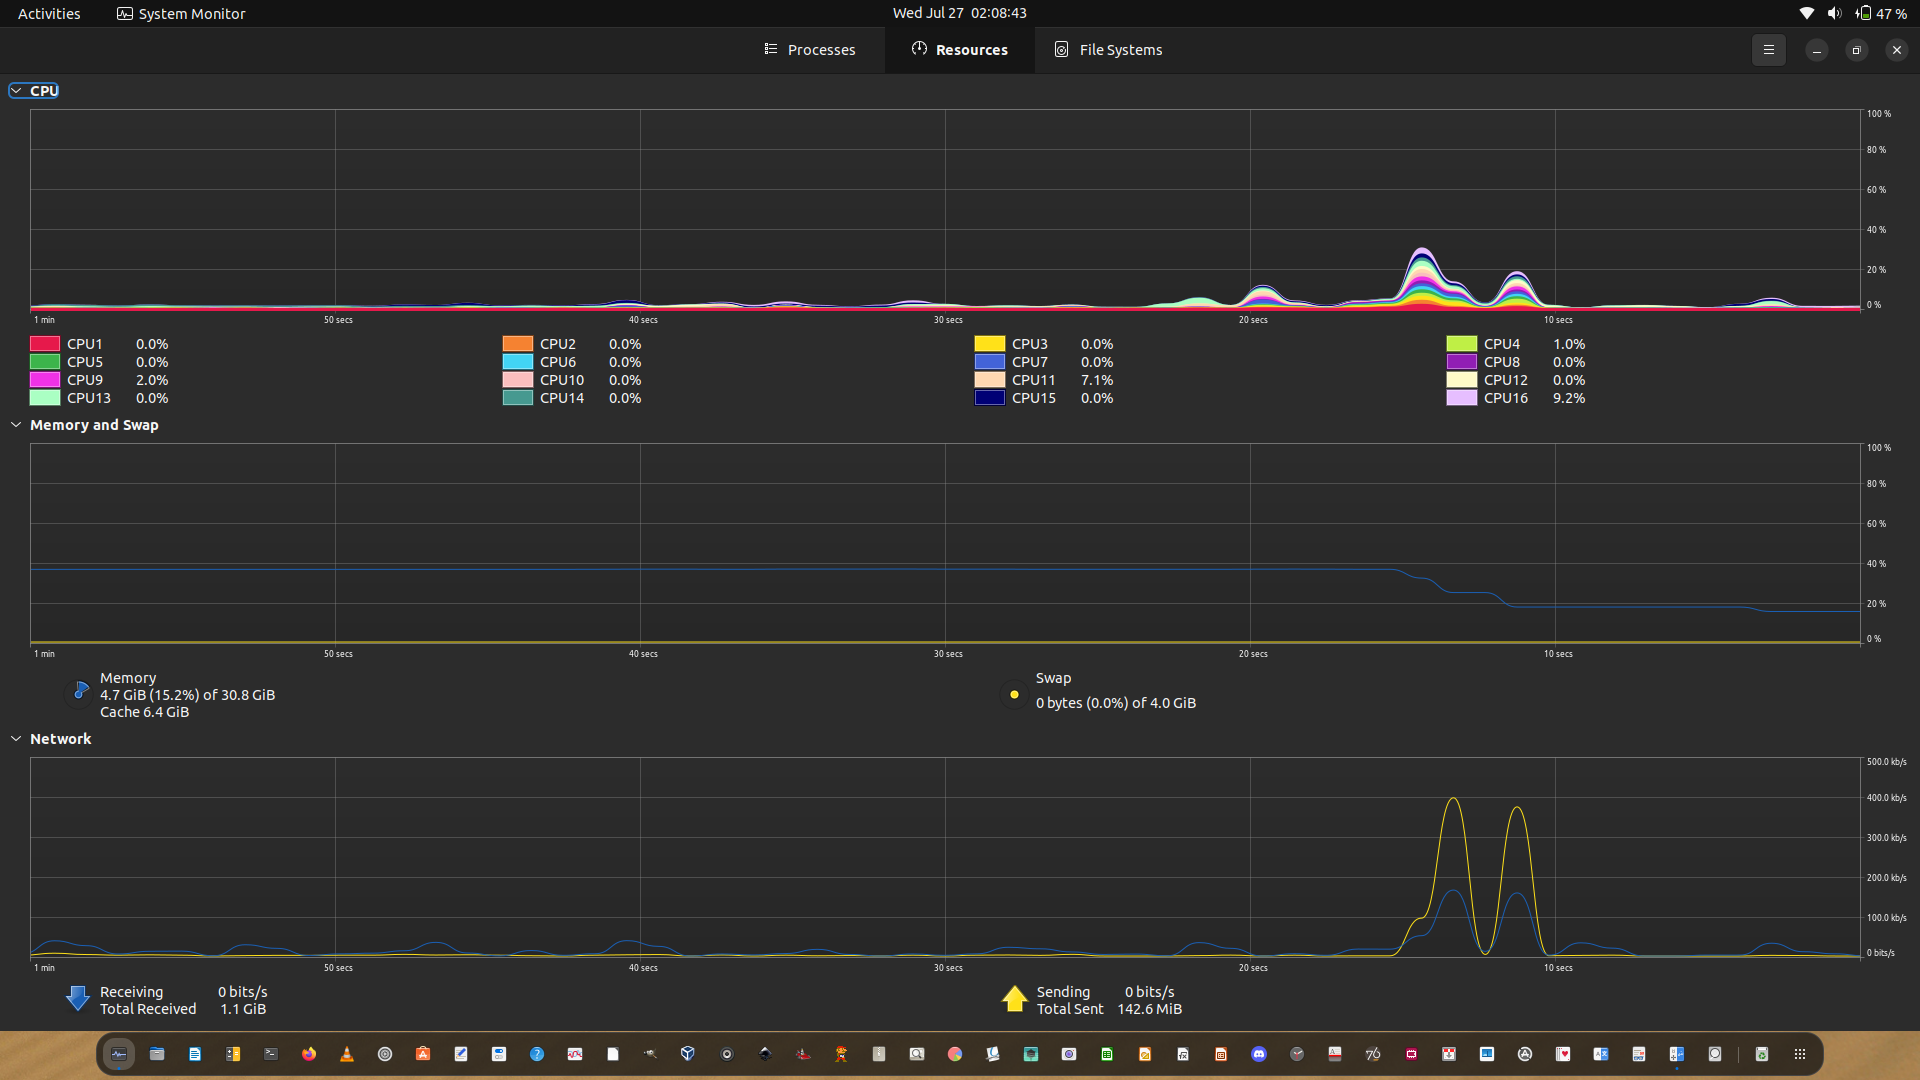 Activities System Monitor Wed Jul 27 02:08:43 47 %
Processes Resources File Systems
CPU
100 %
80 %
60 %
40 %
20 %
0 %
1 min 50 secs 40 secs 30 secs 20 secs 10 secs
CPU1 0.0% CPU2 0.0% CPU3 0.0% CPU4 1.0%
CPU5 0.0% CPU6 0.0% CPU7 0.0% CPU8 0.0%
CPU9 2.0% CPU10 0.0% CPU11 7.1% CPU12 0.0%
CPU13 0.0% CPU14 0.0% CPU15 0.0% CPU16 9.2%
Memory and Swap
100 %
80 %
60 %
40 %
20 %
0 %
1 min 50 secs 40 secs 30 secs 20 secs 10 secs
Memory Swap
4.7 GiB (15.2%) of 30.8 GiB 0 bytes (0.0%) of 4.0 GiB
Cache 6.4 GiB
Network
500.0 kb/s
400.0 kb/s
300.0 kb/s
200.0 kb/s
100.0 kb/s
0 bits/s
1 min 50 secs 40 secs 30 secs 20 secs 10 secs
Receiving 0 bits/s Sending 0 bits/s
Total Received 1.1 GiB Total Sent 142.6 MiB